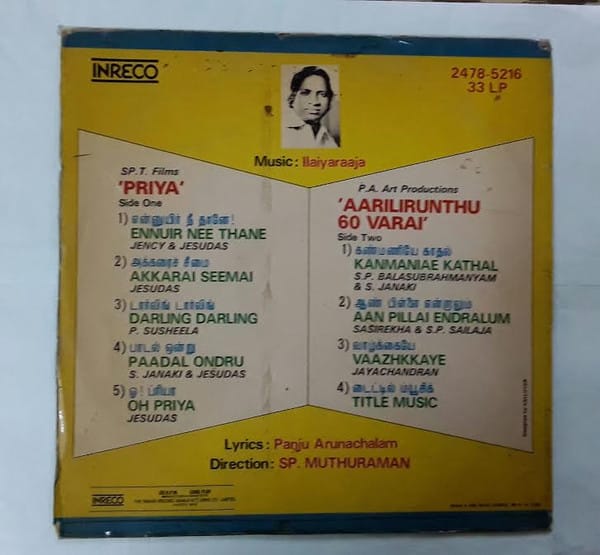 INRECO
2478-5216
33 LP
Music : Ilaiyaraaja
SP.T. Films
'PRIYA'
Side One
1) என்னுயிர் நீ தானே!
ENNUIR NEE THANE
JENCY & JESUDAS
2) அக்கரைச் சீமை
AKKARAI SEEMAI
JESUDAS
3) டார்லிங் டார்லிங்
DARLING DARLING
P. SUSHEELA
4) பாடல் ஒன்று
PAADAL ONDRU
S. JANAKI & JESUDAS
5) ஓ! ப்ரியா
OH PRIYA
JESUDAS
P.A. Art Productions
'AARILIRUNTHU
60 VARAI'
Side Two
1) கண்மணியே காதல்
KANMANIAE KATHAL
S.P. BALASUBRAHMANYAM
& S. JANAKI
2) ஆண் பிள்ளை என்றாலும்
AAN PILLAI ENDRALUM
SASIREKHA & S.P. SAILAJA
3) வாழ்க்கையே
VAAZHKKAYE
JAYACHANDRAN
4) டைட்டில் மியூசிக்
TITLE MUSIC
Lyrics : Panju Arunachalam
Direction: SP. MUTHURAMAN
INRECO